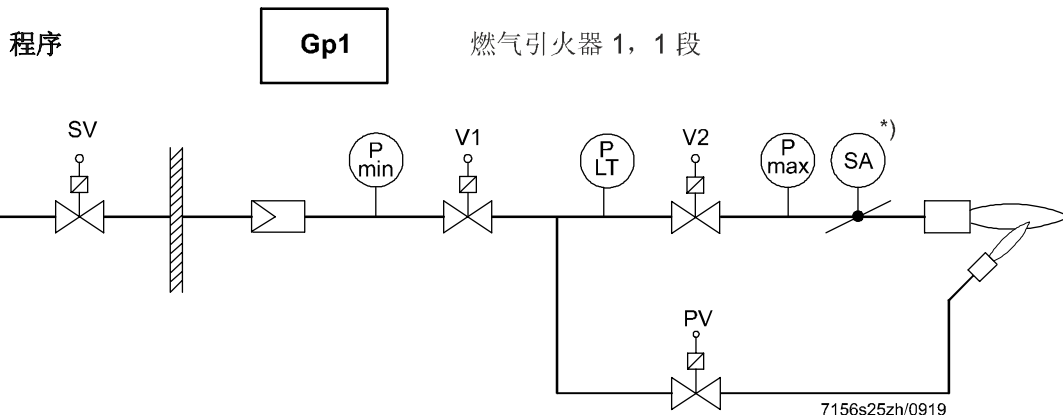 程序
Gp1
燃气引火器 1，1 段
SV
P
min
V1
P
LT
V2
P
max
SA
*)
PV
7156s25zh/0919